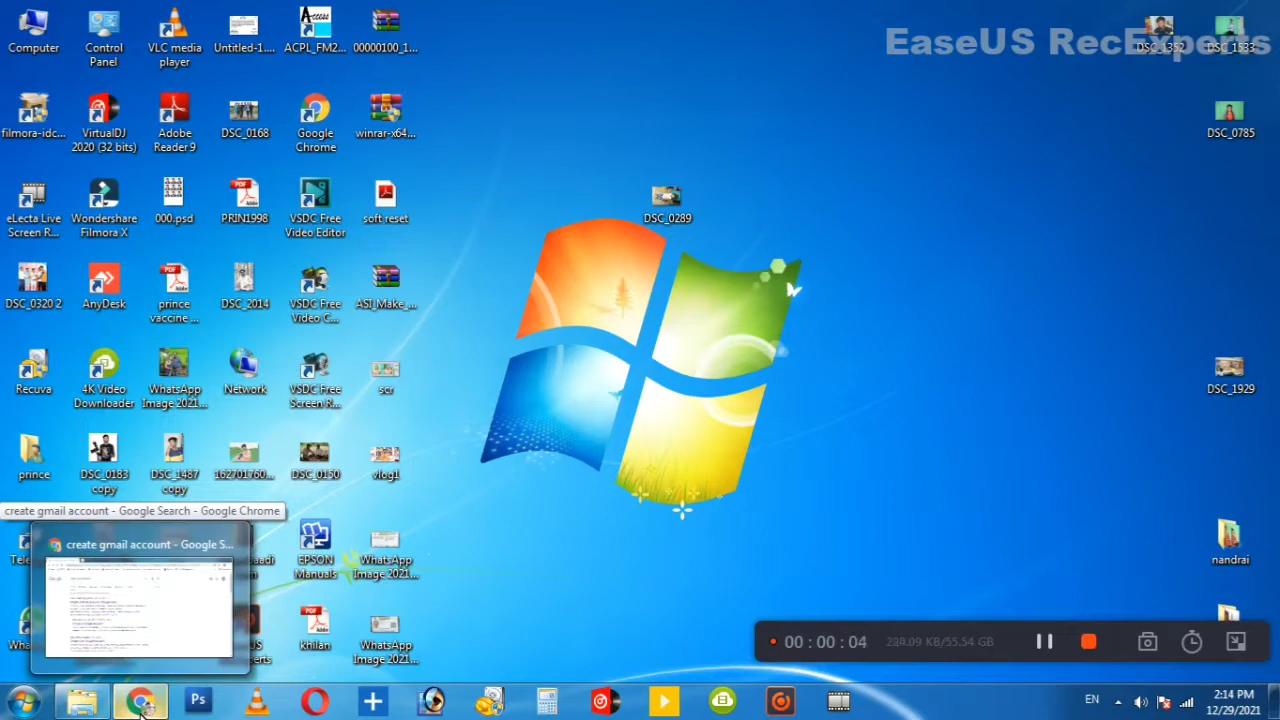 EaseUS RecExperts
Computer
Control
Panel
VLC media
player
Untitled-1....
Access
ACPL_FM2...
00000100_1...
DSC_1352
DSC_1533
filmora-idc...
VirtualDJ
2020 (32 bits)
Adobe
Reader 9
DSC_0168
Google
Chrome
winrar-x64...
DSC_0785
eLecta Live
Screen R...
Wondershare
Filmora X
000.psd
PRIN1998
VSDC Free
Video Editor
soft reset
DSC_0289
DSC_0320 2
AnyDesk
prince
vaccine ...
DSC_2014
VSDC Free
Video C...
ASI_Make_...
Recuva
4K Video
Downloader
WhatsApp
Image 2021...
Network
VSDC Free
Screen R...
scr
DSC_1929
prince
DSC_0183
copy
DSC_1487
copy
162701760...
DSC_0150
vlog1
create gmail account - Google Search - Google Chrome
create gmail account - Google S...
EPSON
Manuals
WhatsApp
Image 2021...
nandrai
khilan
WhatsApp
Image 2021...
00:00:04
EN
2:14 PM
12/29/2021